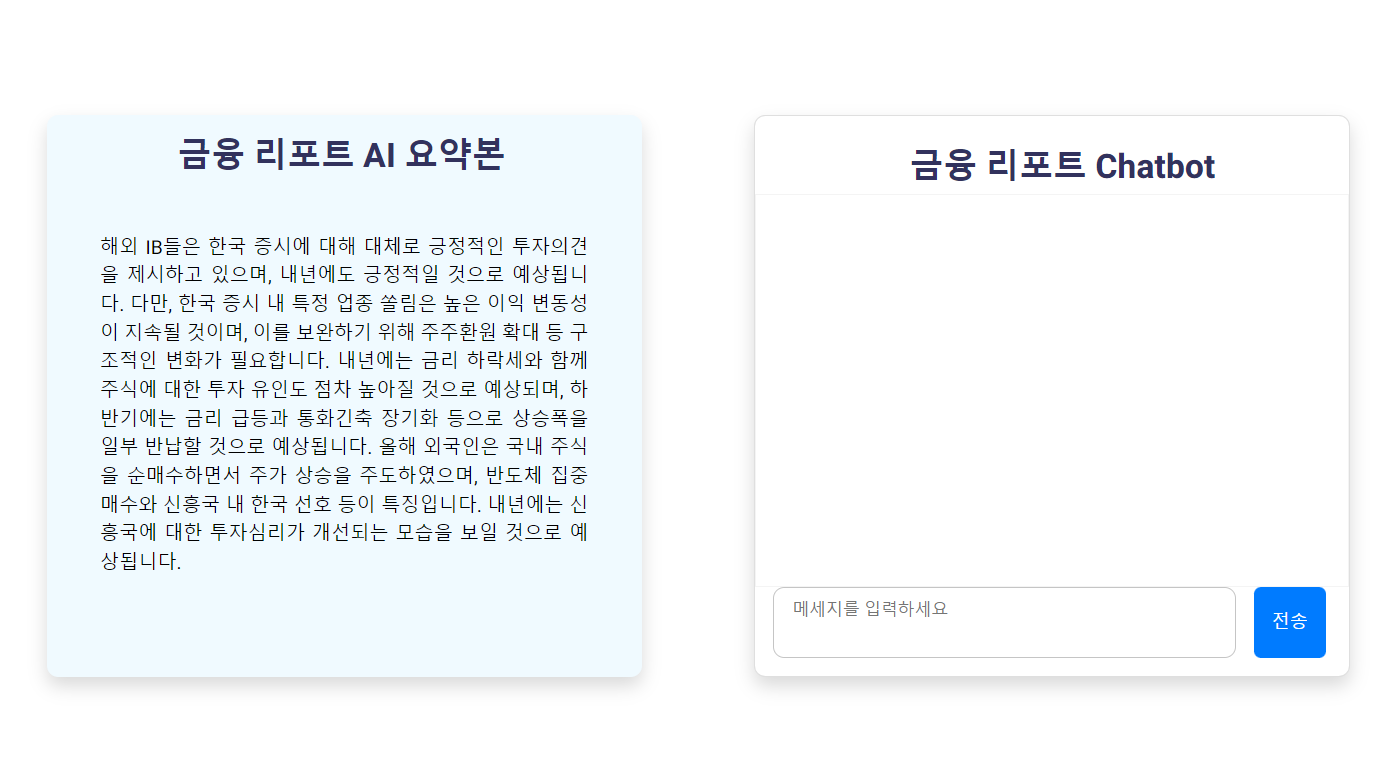 금융 리포트 AI 요약본
해외 IB들은 한국 증시에 대해 대체로 긍정적인 투자의견
을 제시하고 있으며, 내년에도 긍정적일 것으로 예상됩니
다. 다만, 한국 증시 내 특정 업종 쏠림은 높은 이익 변동성
이 지속될 것이며, 이를 보완하기 위해 주주환원 확대 등 구
조적인 변화가 필요합니다. 내년에는 금리 하락세와 함께
주식에 대한 투자 유인도 점차 높아질 것으로 예상되며, 하
반기에는 금리 급등과 통화긴축 장기화 등으로 상승폭을
일부 반납할 것으로 예상됩니다. 올해 외국인은 국내 주식
을 순매수하면서 주가 상승을 주도하였으며, 반도체 집중
매수와 신흥국 내 한국 선호 등이 특징입니다. 내년에는 신
흥국에 대한 투자심리가 개선되는 모습을 보일 것으로 예
상됩니다.
금융 리포트 Chatbot
메세지를 입력하세요
전송